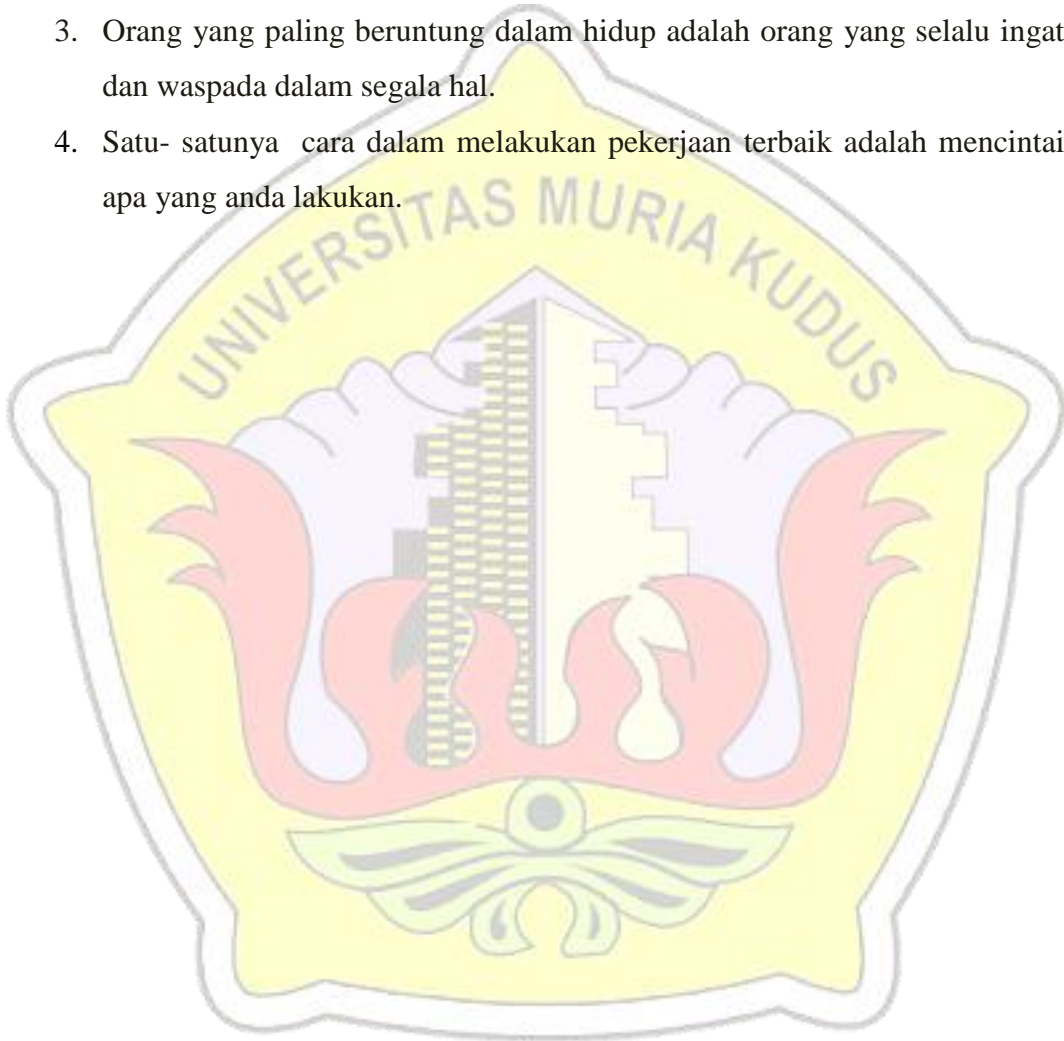 3. Orang yang paling beruntung dalam hidup adalah orang yang selalu ingat
dan waspada dalam segala hal.
4. Satu- satunya cara dalam melakukan pekerjaan terbaik adalah mencintai
apa yang anda lakukan.
UNIVERSITAS MURIA KUDUS